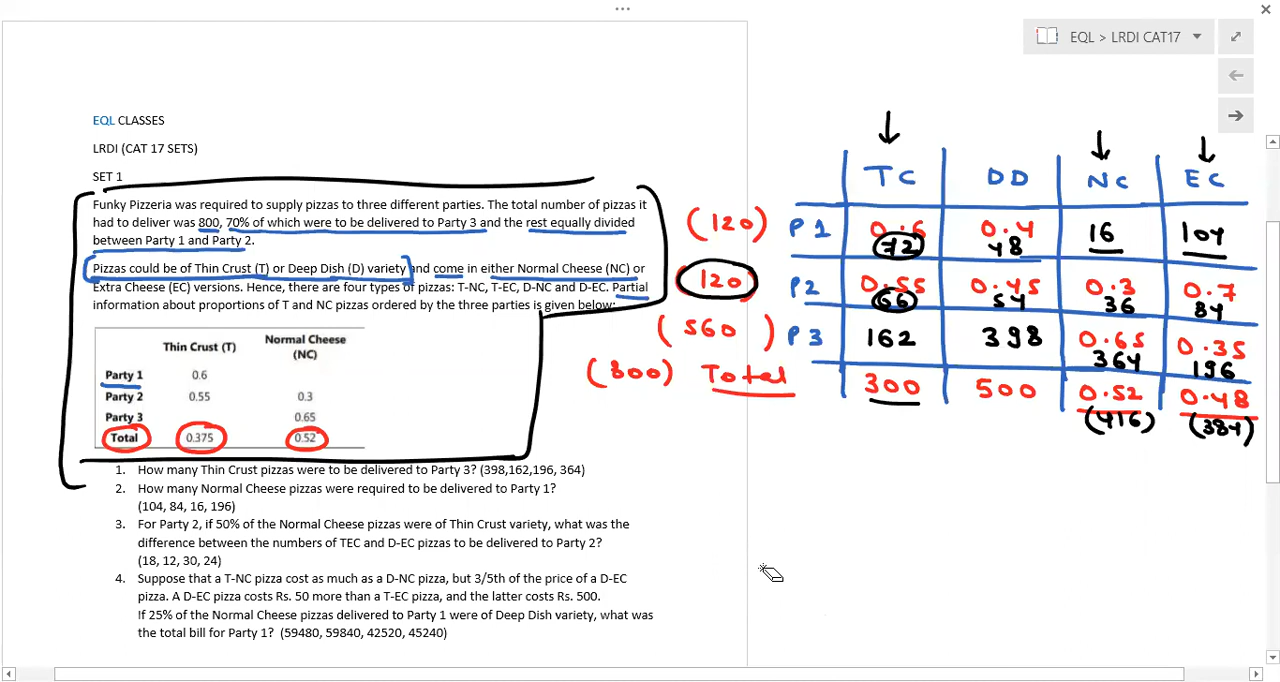 EQL > LRDI CAT17
EQL CLASSES
LRDI (CAT 17 SETS)
SET 1
Funky Pizzeria was required to supply pizzas to three different parties. The total number of pizzas it
had to deliver was 800, 70% of which were to be delivered to Party 3 and the rest equally divided
between Party 1 and Party 2.
Pizzas could be of Thin Crust (T) or Deep Dish (D) variety and come in either Normal Cheese (NC) or
Extra Cheese (EC) versions. Hence, there are four types of pizzas: T-NC, T-EC, D-NC and D-EC. Partial
information about proportions of T and NC pizzas ordered by the three parties is given below:
Thin Crust (T) Normal Cheese
(NC)
Party 1 0.6
Party 2 0.55 0.3
Party 3 0.65
Total 0.375 0.52
1. How many Thin Crust pizzas were to be delivered to Party 3? (398,162,196, 364)
2. How many Normal Cheese pizzas were required to be delivered to Party 1?
(104, 84, 16, 196)
3. For Party 2, if 50% of the Normal Cheese pizzas were of Thin Crust variety, what was the
difference between the numbers of TEC and D-EC pizzas to be delivered to Party 2?
(18, 12, 30, 24)
4. Suppose that a T-NC pizza cost as much as a D-NC pizza, but 3/5th of the price of a D-EC
pizza. A D-EC pizza costs Rs. 50 more than a T-EC pizza, and the latter costs Rs. 500.
If 25% of the Normal Cheese pizzas delivered to Party 1 were of Deep Dish variety, what was
the total bill for Party 1? (59480, 59840, 42520, 45240)
TC DD NC EC
(120) P1 0.6 0.4 16 104
72 48
120 P2 0.55 0.45 0.3 0.7
66 54 36 84
(560) P3 162 398 0.65 0.35
364 196
(300) Total 300 500 0.52 0.48
(416) (384)